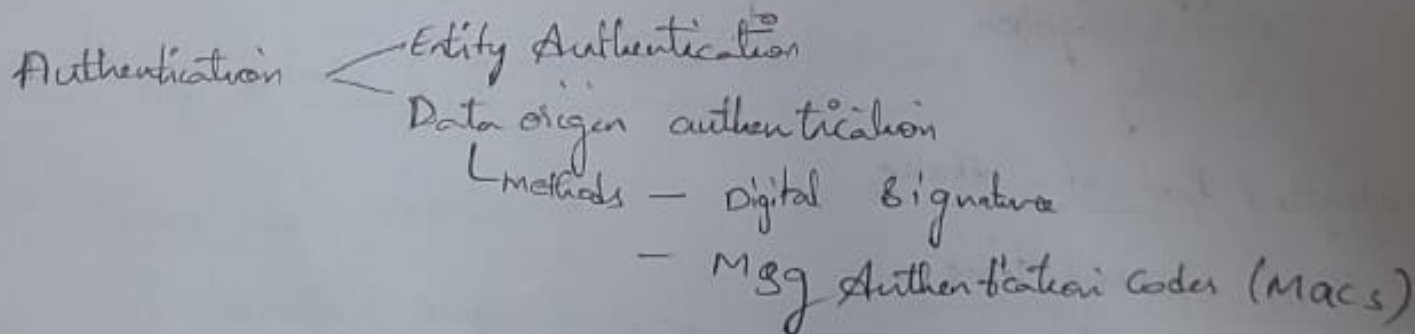 Authentication
Entity Authentication
Data origin authentication
methods - Digital Signature
- Msg Authentication Codes (Macs)